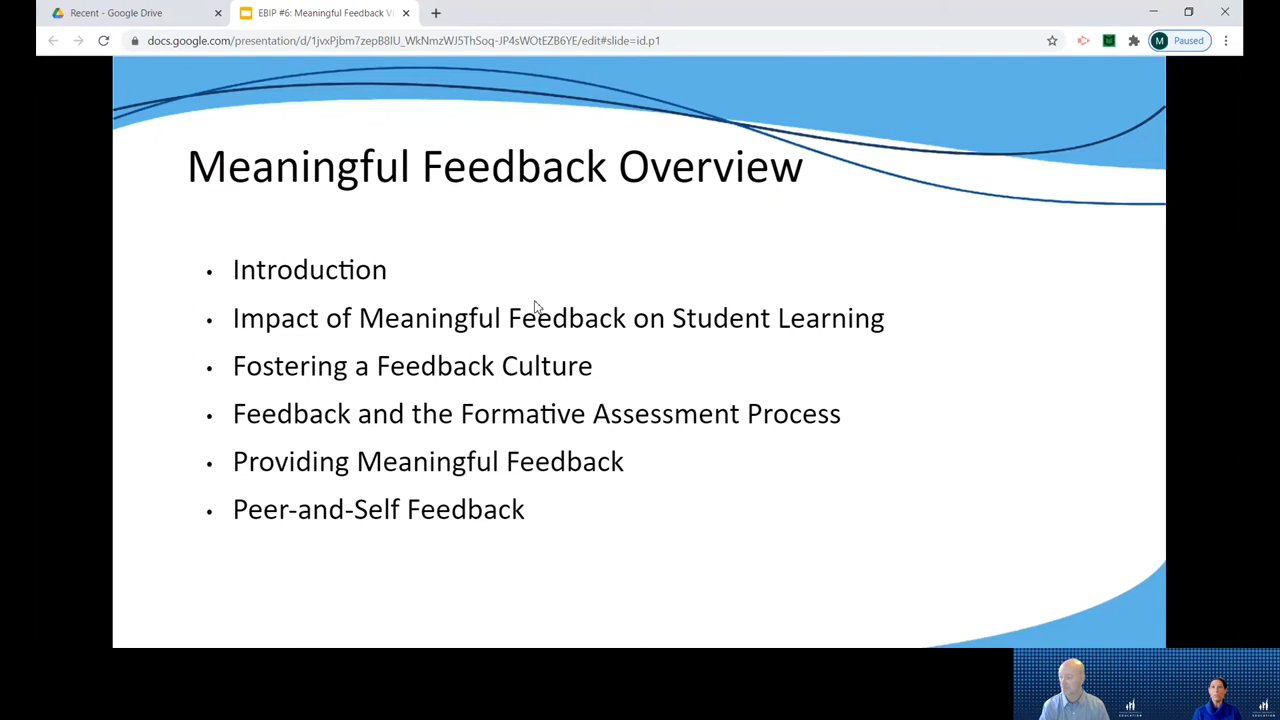 Recent - Google Drive
EBIP #6: Meaningful Feedback V
docs.google.com/presentation/d/1jvxPjbm7zepB8IU_WkNmzWJ5ThSoq-JP4sWOtEZB6YE/edit#slide=id.p1
M
Paused
Meaningful Feedback Overview
• Introduction
• Impact of Meaningful Feedback on Student Learning
• Fostering a Feedback Culture
• Feedback and the Formative Assessment Process
• Providing Meaningful Feedback
• Peer-and-Self Feedback